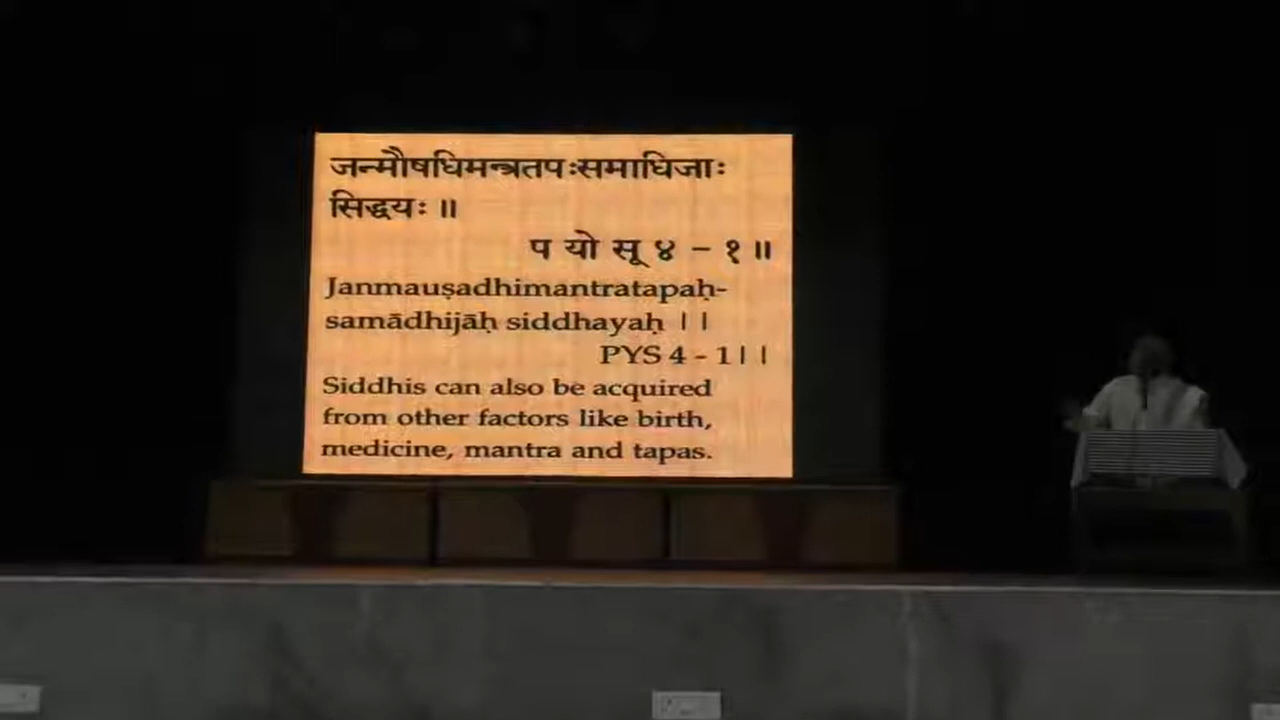 जन्मौषधिमन्त्रतपःसमाधिजाः
सिद्धयः ॥
प यो सू ४ – १ ॥
Janmauṣadhimantratapaḥ-
samādhijāḥ siddhayaḥ ||
PYS 4 - 1||
Siddhis can also be acquired
from other factors like birth,
medicine, mantra and tapas.